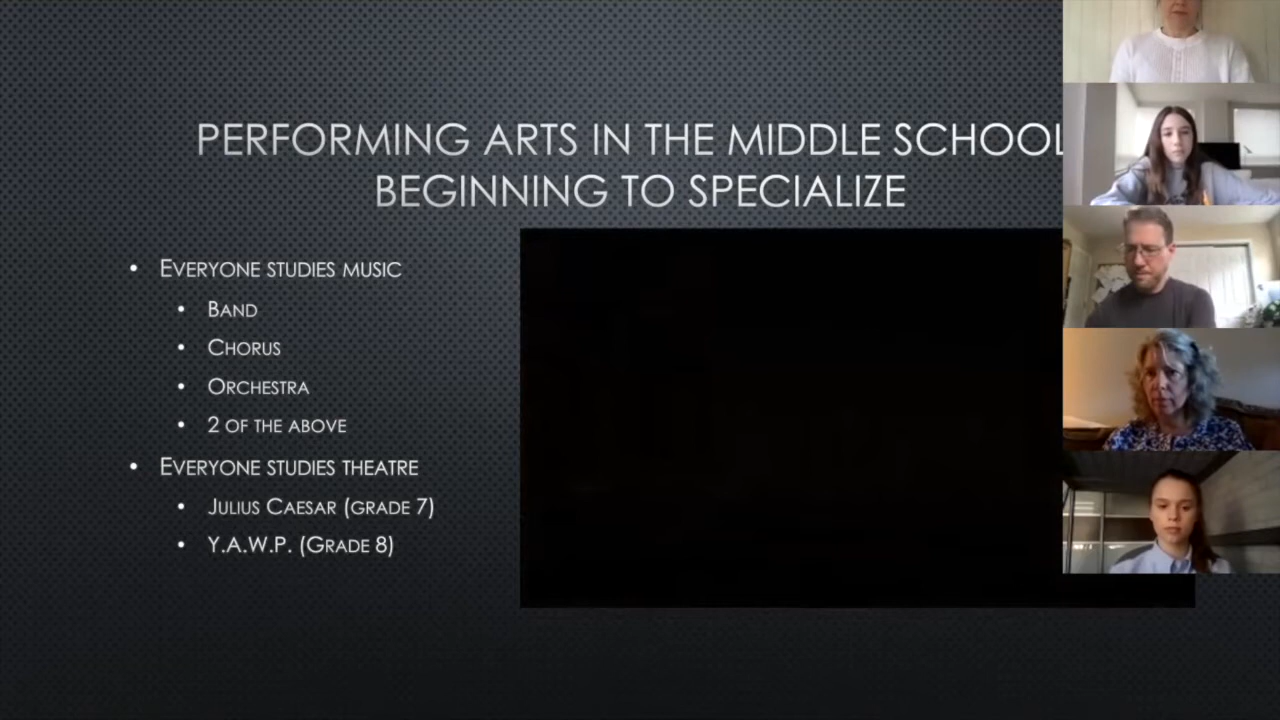 PERFORMING ARTS IN THE MIDDLE SCHOOL
BEGINNING TO SPECIALIZE
• EVERYONE STUDIES MUSIC
• BAND
• CHORUS
• ORCHESTRA
• 2 OF THE ABOVE
• EVERYONE STUDIES THEATRE
• JULIUS CAESAR (GRADE 7)
• Y.A.W.P. (GRADE 8)